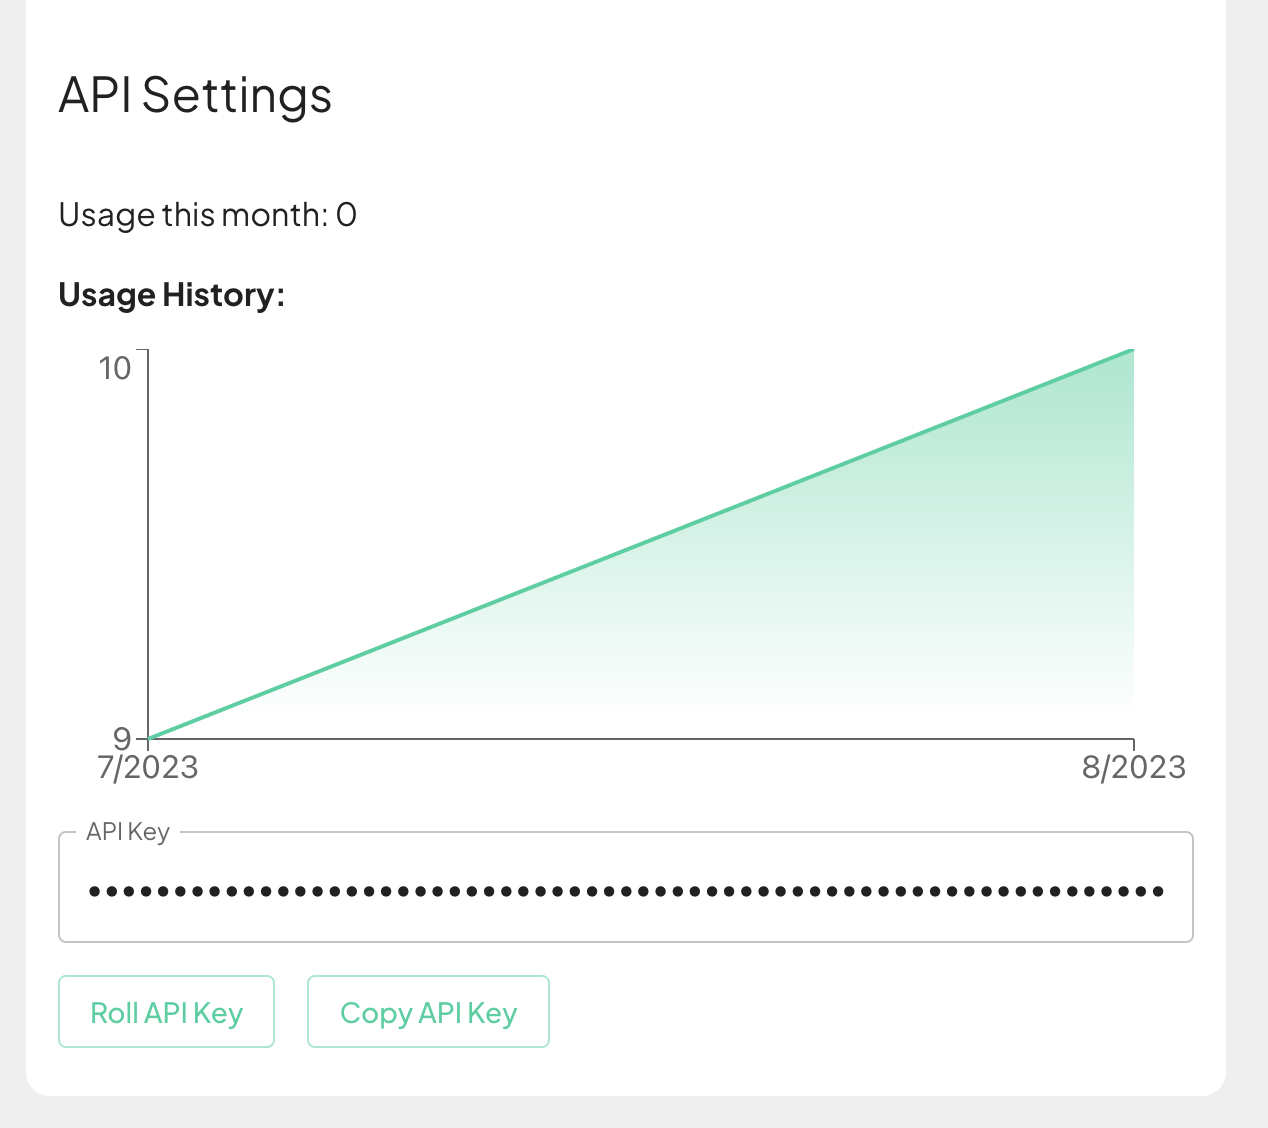 API Settings
Usage this month: 0
Usage History:
10
9
7/2023 8/2023
API Key
•••••••••••••••••••••••••••••••••••••••••••••••••••••••••••••••
Roll API Key Copy API Key